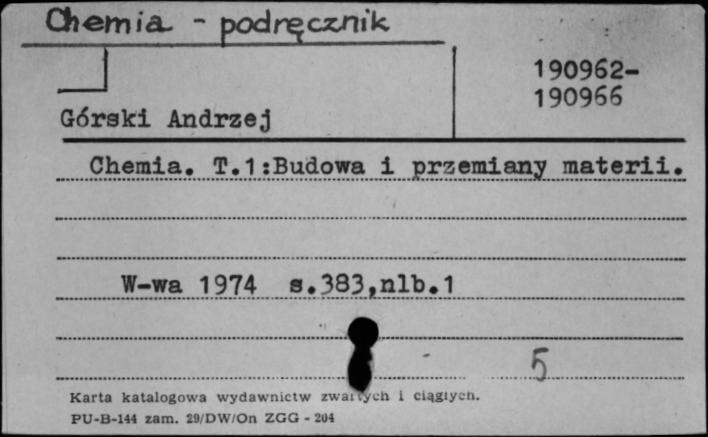 Chemia - podręcznik
190962-
190966
Górski Andrzej
Chemia. T.1:Budowa i przemiany materii.
W-wa 1974 s.383,nlb.1
5
Karta katalogowa wydawnictw zwartych i ciągłych.
PU-B-144 zam. 29/DW/On ZGG - 204